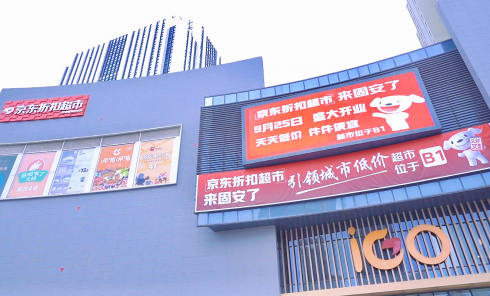 京东折扣超市
京东折扣超市 来固安了
9月25日 盛大开业
天天低价 件件便宜
超市位于B1
京东折扣超市
来固安了
引领城市低价
超市
位于
B1
iGO